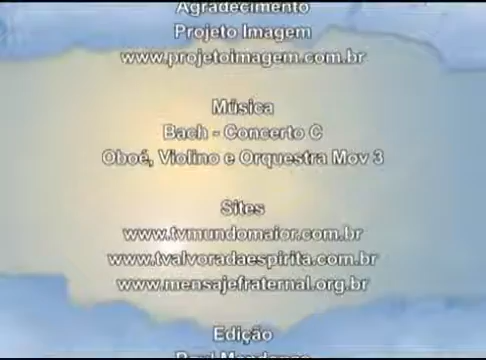 Agradecimento
Projeto Imagem
www.projetoimagem.com.br
Música
Bach - Concerto C
Oboé, Violino e Orquestra Mov 3
Sites
www.tvmundomaior.com.br
www.tvalvoradaespirita.com.br
www.mensajefraternal.org.br
Edição